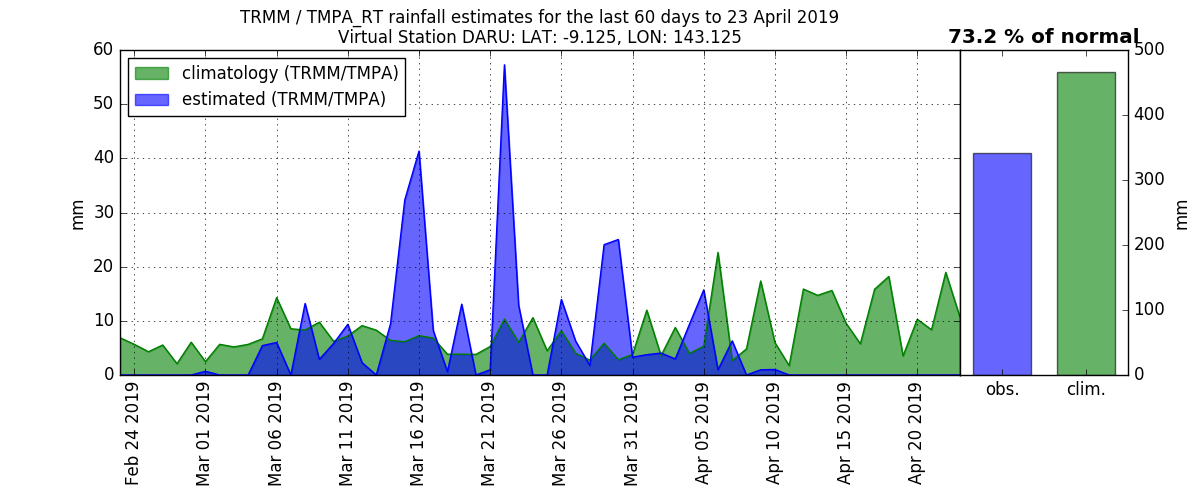 TRMM / TMPA_RT rainfall estimates for the last 60 days to 23 April 2019
Virtual Station DARU: LAT: -9.125, LON: 143.125
73.2 % of normal
climatology (TRMM/TMPA)
estimated (TRMM/TMPA)
mm
60
50
40
30
20
10
0
Feb 24 2019
Mar 01 2019
Mar 06 2019
Mar 11 2019
Mar 16 2019
Mar 21 2019
Mar 26 2019
Mar 31 2019
Apr 05 2019
Apr 10 2019
Apr 15 2019
Apr 20 2019
obs.
clim.
500
400
300
200
100
0
mm